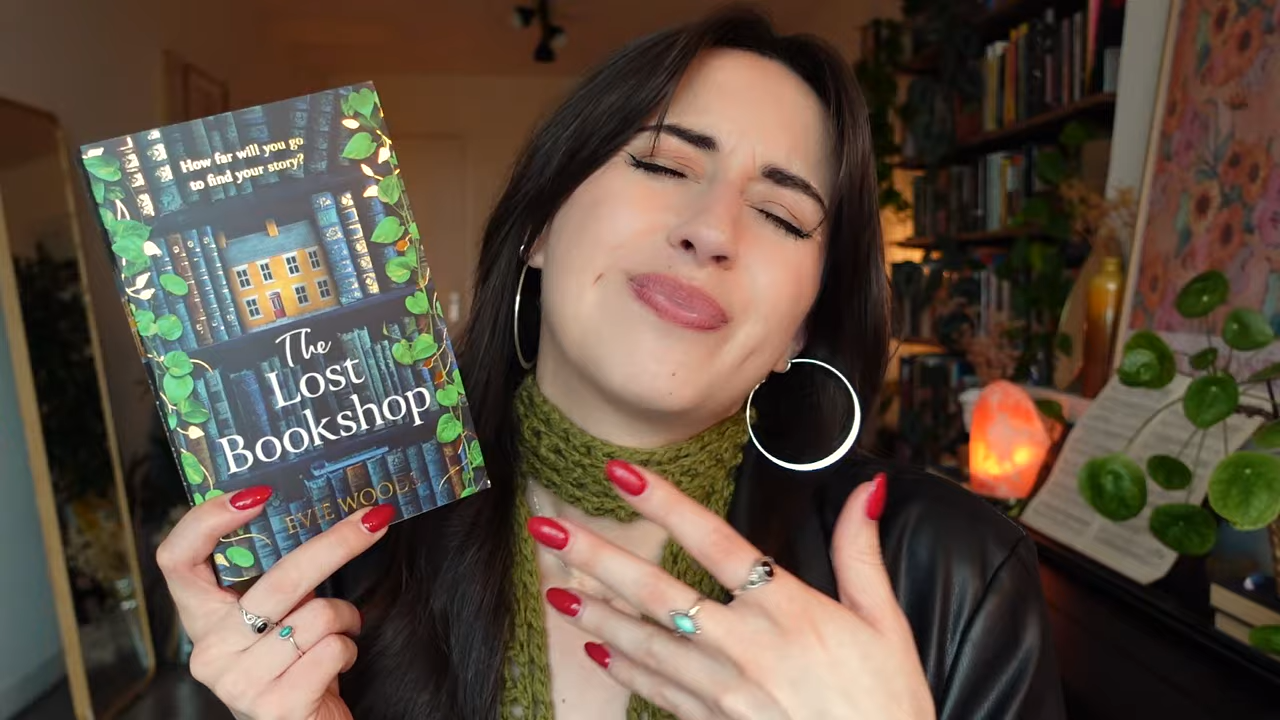 How far will you go
to find your story?
The
Lost
Bookshop
EVIE WOODS